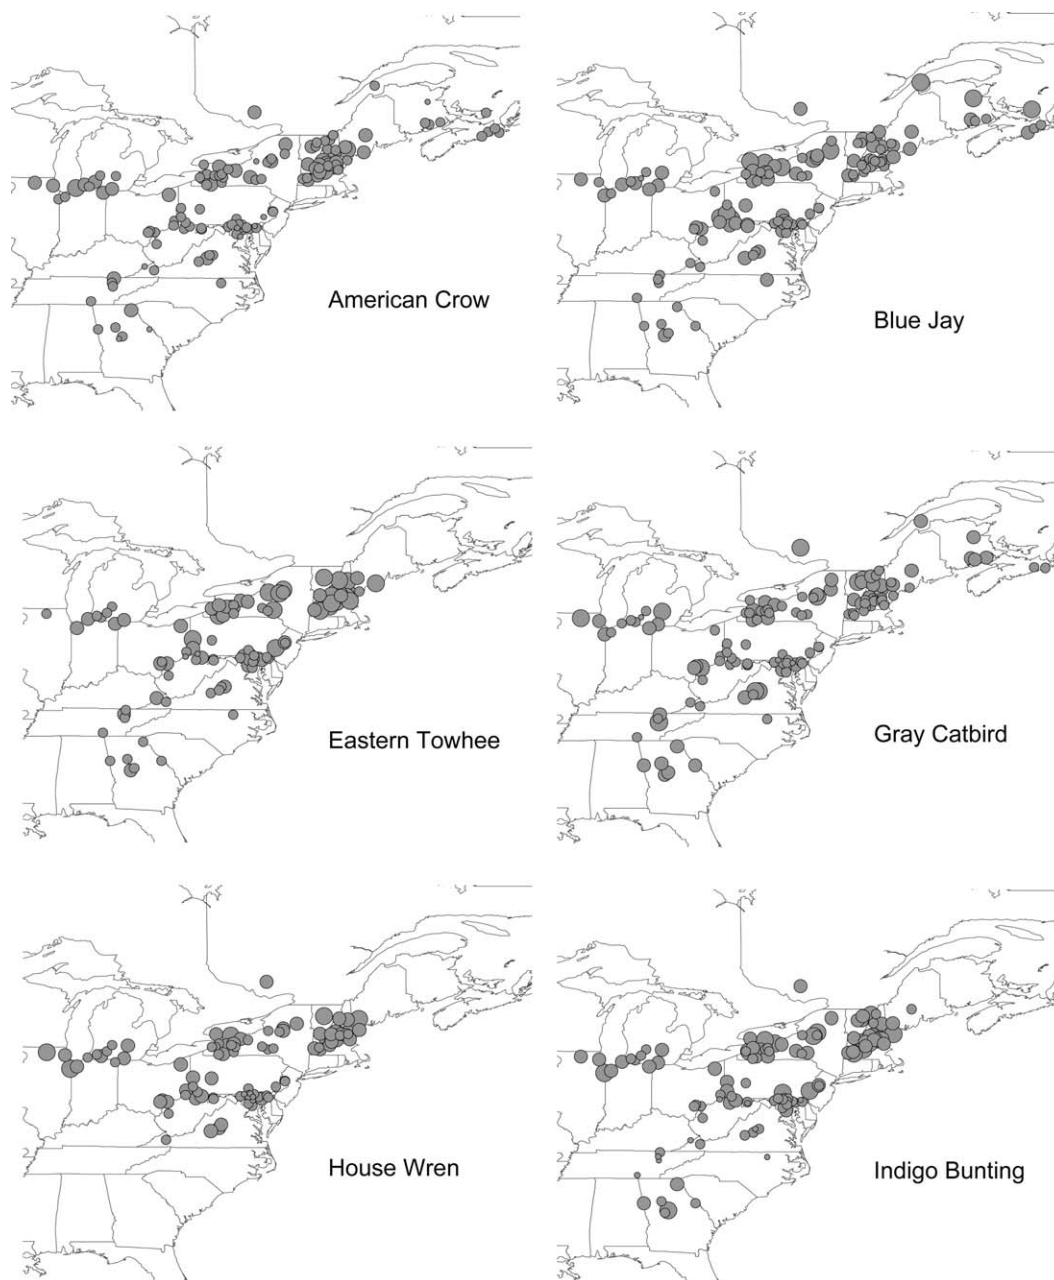 American Crow
Blue Jay
Eastern Towhee
Gray Catbird
House Wren
Indigo Bunting